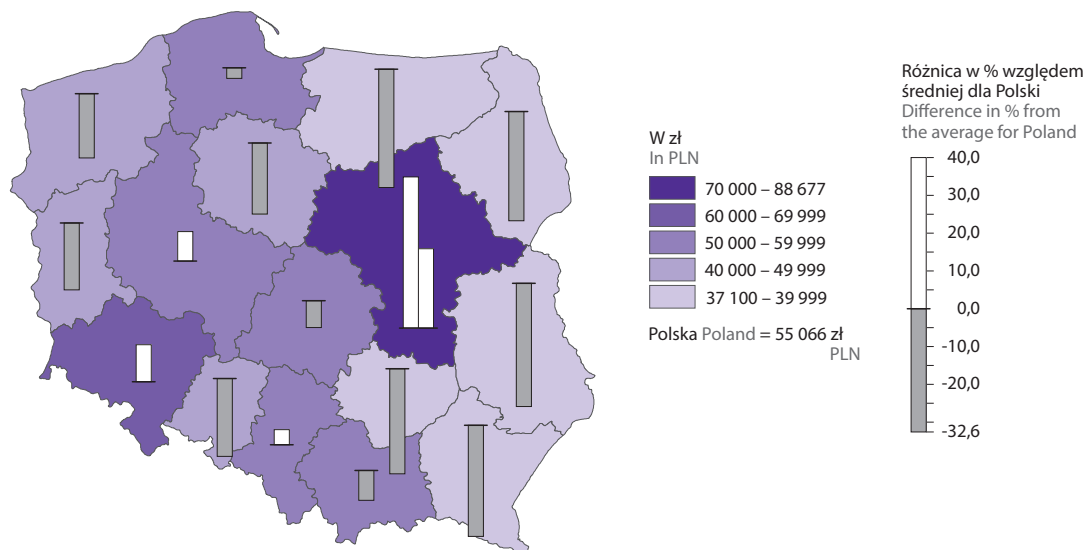 W zł
In PLN
70 000 – 88 677
60 000 – 69 999
50 000 – 59 999
40 000 – 49 999
37 100 – 39 999
Polska Poland = 55 066 zł
PLN
Różnica w % względem
średniej dla Polski
Difference in % from
the average for Poland
40,0
30,0
20,0
10,0
0,0
-10,0
-20,0
-32,6